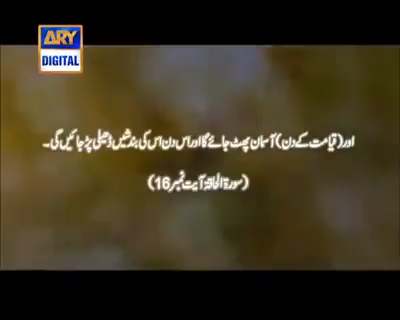 ARY
DIGITAL
اور (قیامت کے دن) آسمان پھٹ جائے گا اور اس دن اس کی بندشیں ڈھیلی پڑ جائیں گی۔
(سورۃ الحاقۃ آیت نمبر 16)